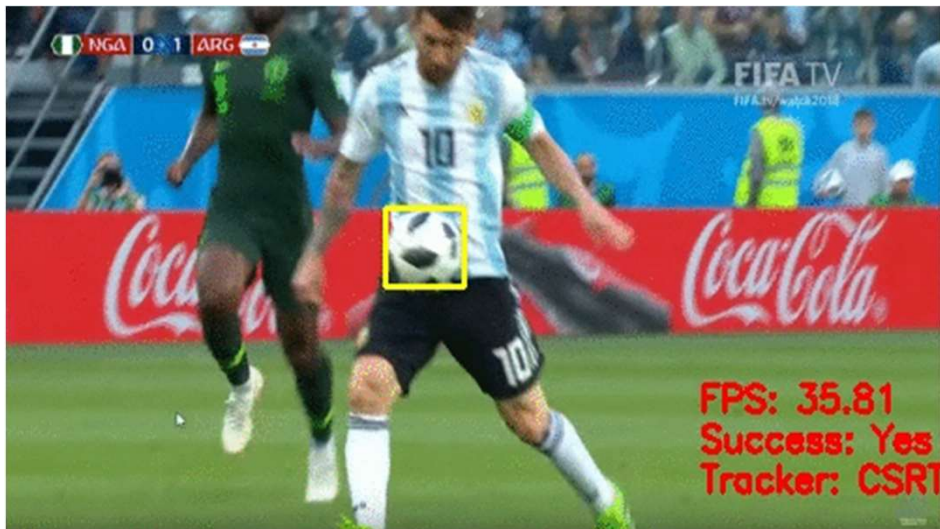 NGA 0 1 ARG
FIFA TV
FIFA.tv/watch2018
10
Coca-Cola
Coca-Cola
10
FPS: 35.81
Success: Yes
Tracker: CSRT